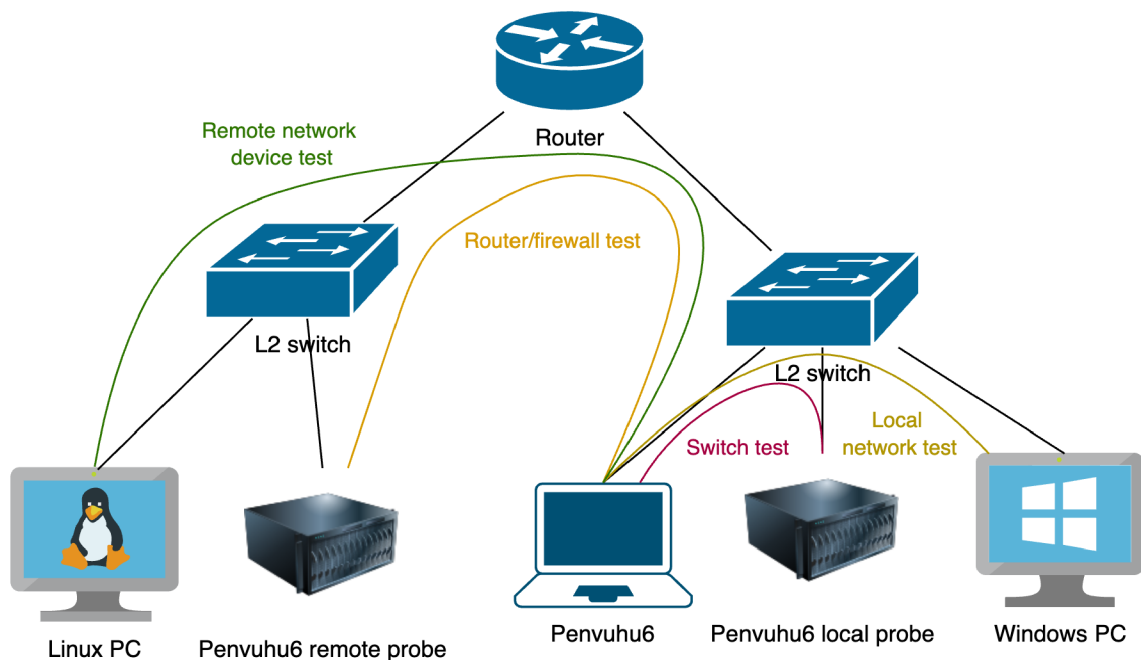 Router
Remote network
device test
Router/firewall test
L2 switch
L2 switch
Switch test
Local
network test
Linux PC
Penvuhu6 remote probe
Penvuhu6
Penvuhu6 local probe
Windows PC